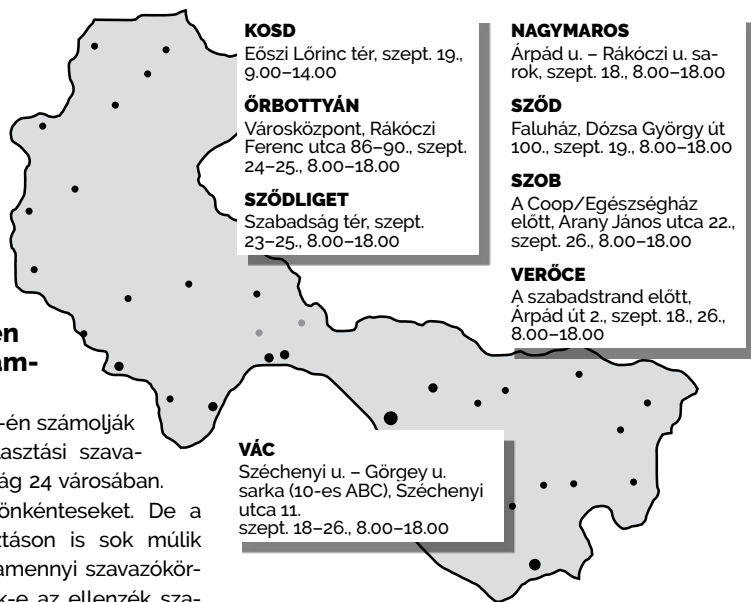 KOSD
Eőszi Lőrinc tér, szept. 19.,
9.00–14.00
ŐRBOTTYÁN
Városközpont, Rákóczi
Ferenc utca 86–90., szept.
24–25., 8.00–18.00
SZŐDLIGET
Szabadság tér, szept.
23–25., 8.00–18.00
NAGYMAROS
Árpád u. – Rákóczi u. sa-
rok, szept. 18., 8.00–18.00
SZŐD
Faluház, Dózsa György út
100., szept. 19., 8.00–18.00
SZOB
A Coop/Egészségház
előtt, Arany János utca 22.,
szept. 26., 8.00–18.00
VERŐCE
A szabadstrand előtt,
Árpád út 2., szept. 18., 26.,
8.00–18.00
VÁC
Széchenyi u. – Görgey u.
sarka (10-es ABC), Széchenyi
utca 11.
szept. 18–26., 8.00–18.00
en
am-
-én számolják
asztási szava-
ág 24 városában.
önkénteseket. De a
ztáson is sok múlik
amennyi szavazókör-
k-e az ellenzék sza-